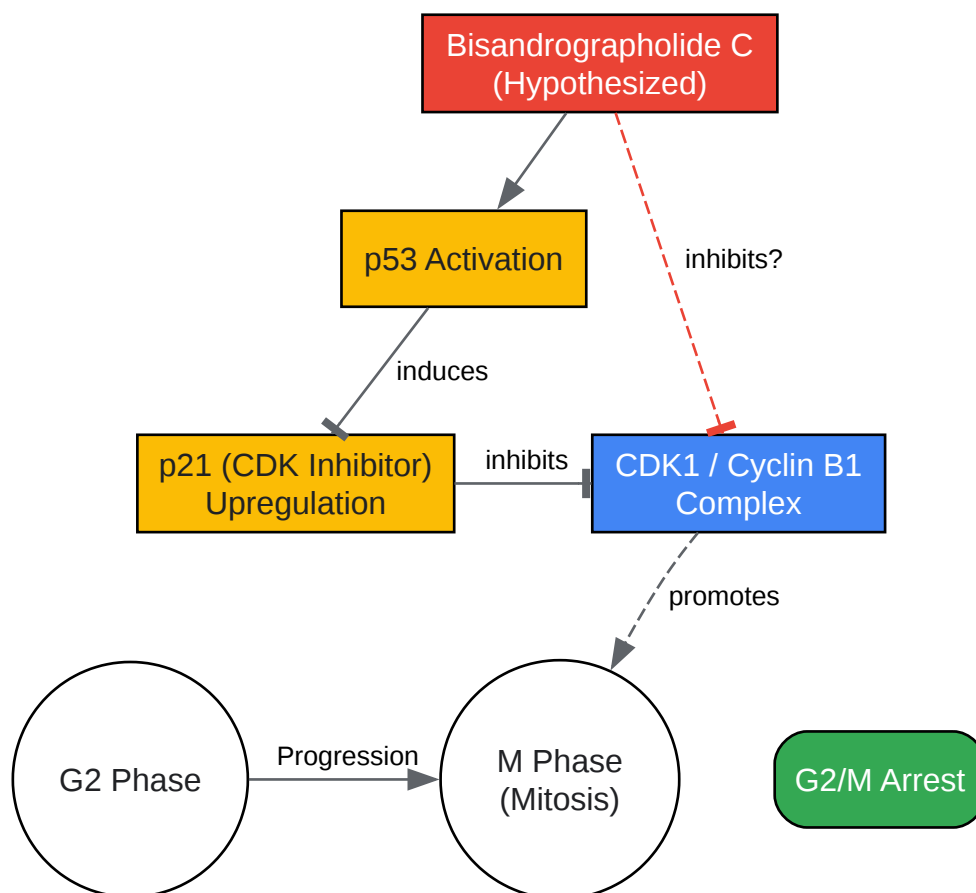 Bisandrographolide C
(Hypothesized)
p53 Activation
inhibits?
induces
p21 (CDK Inhibitor)
Upregulation
inhibits
CDK1 / Cyclin B1
Complex
promotes
G2 Phase
Progression
M Phase
(Mitosis)
G2/M Arrest